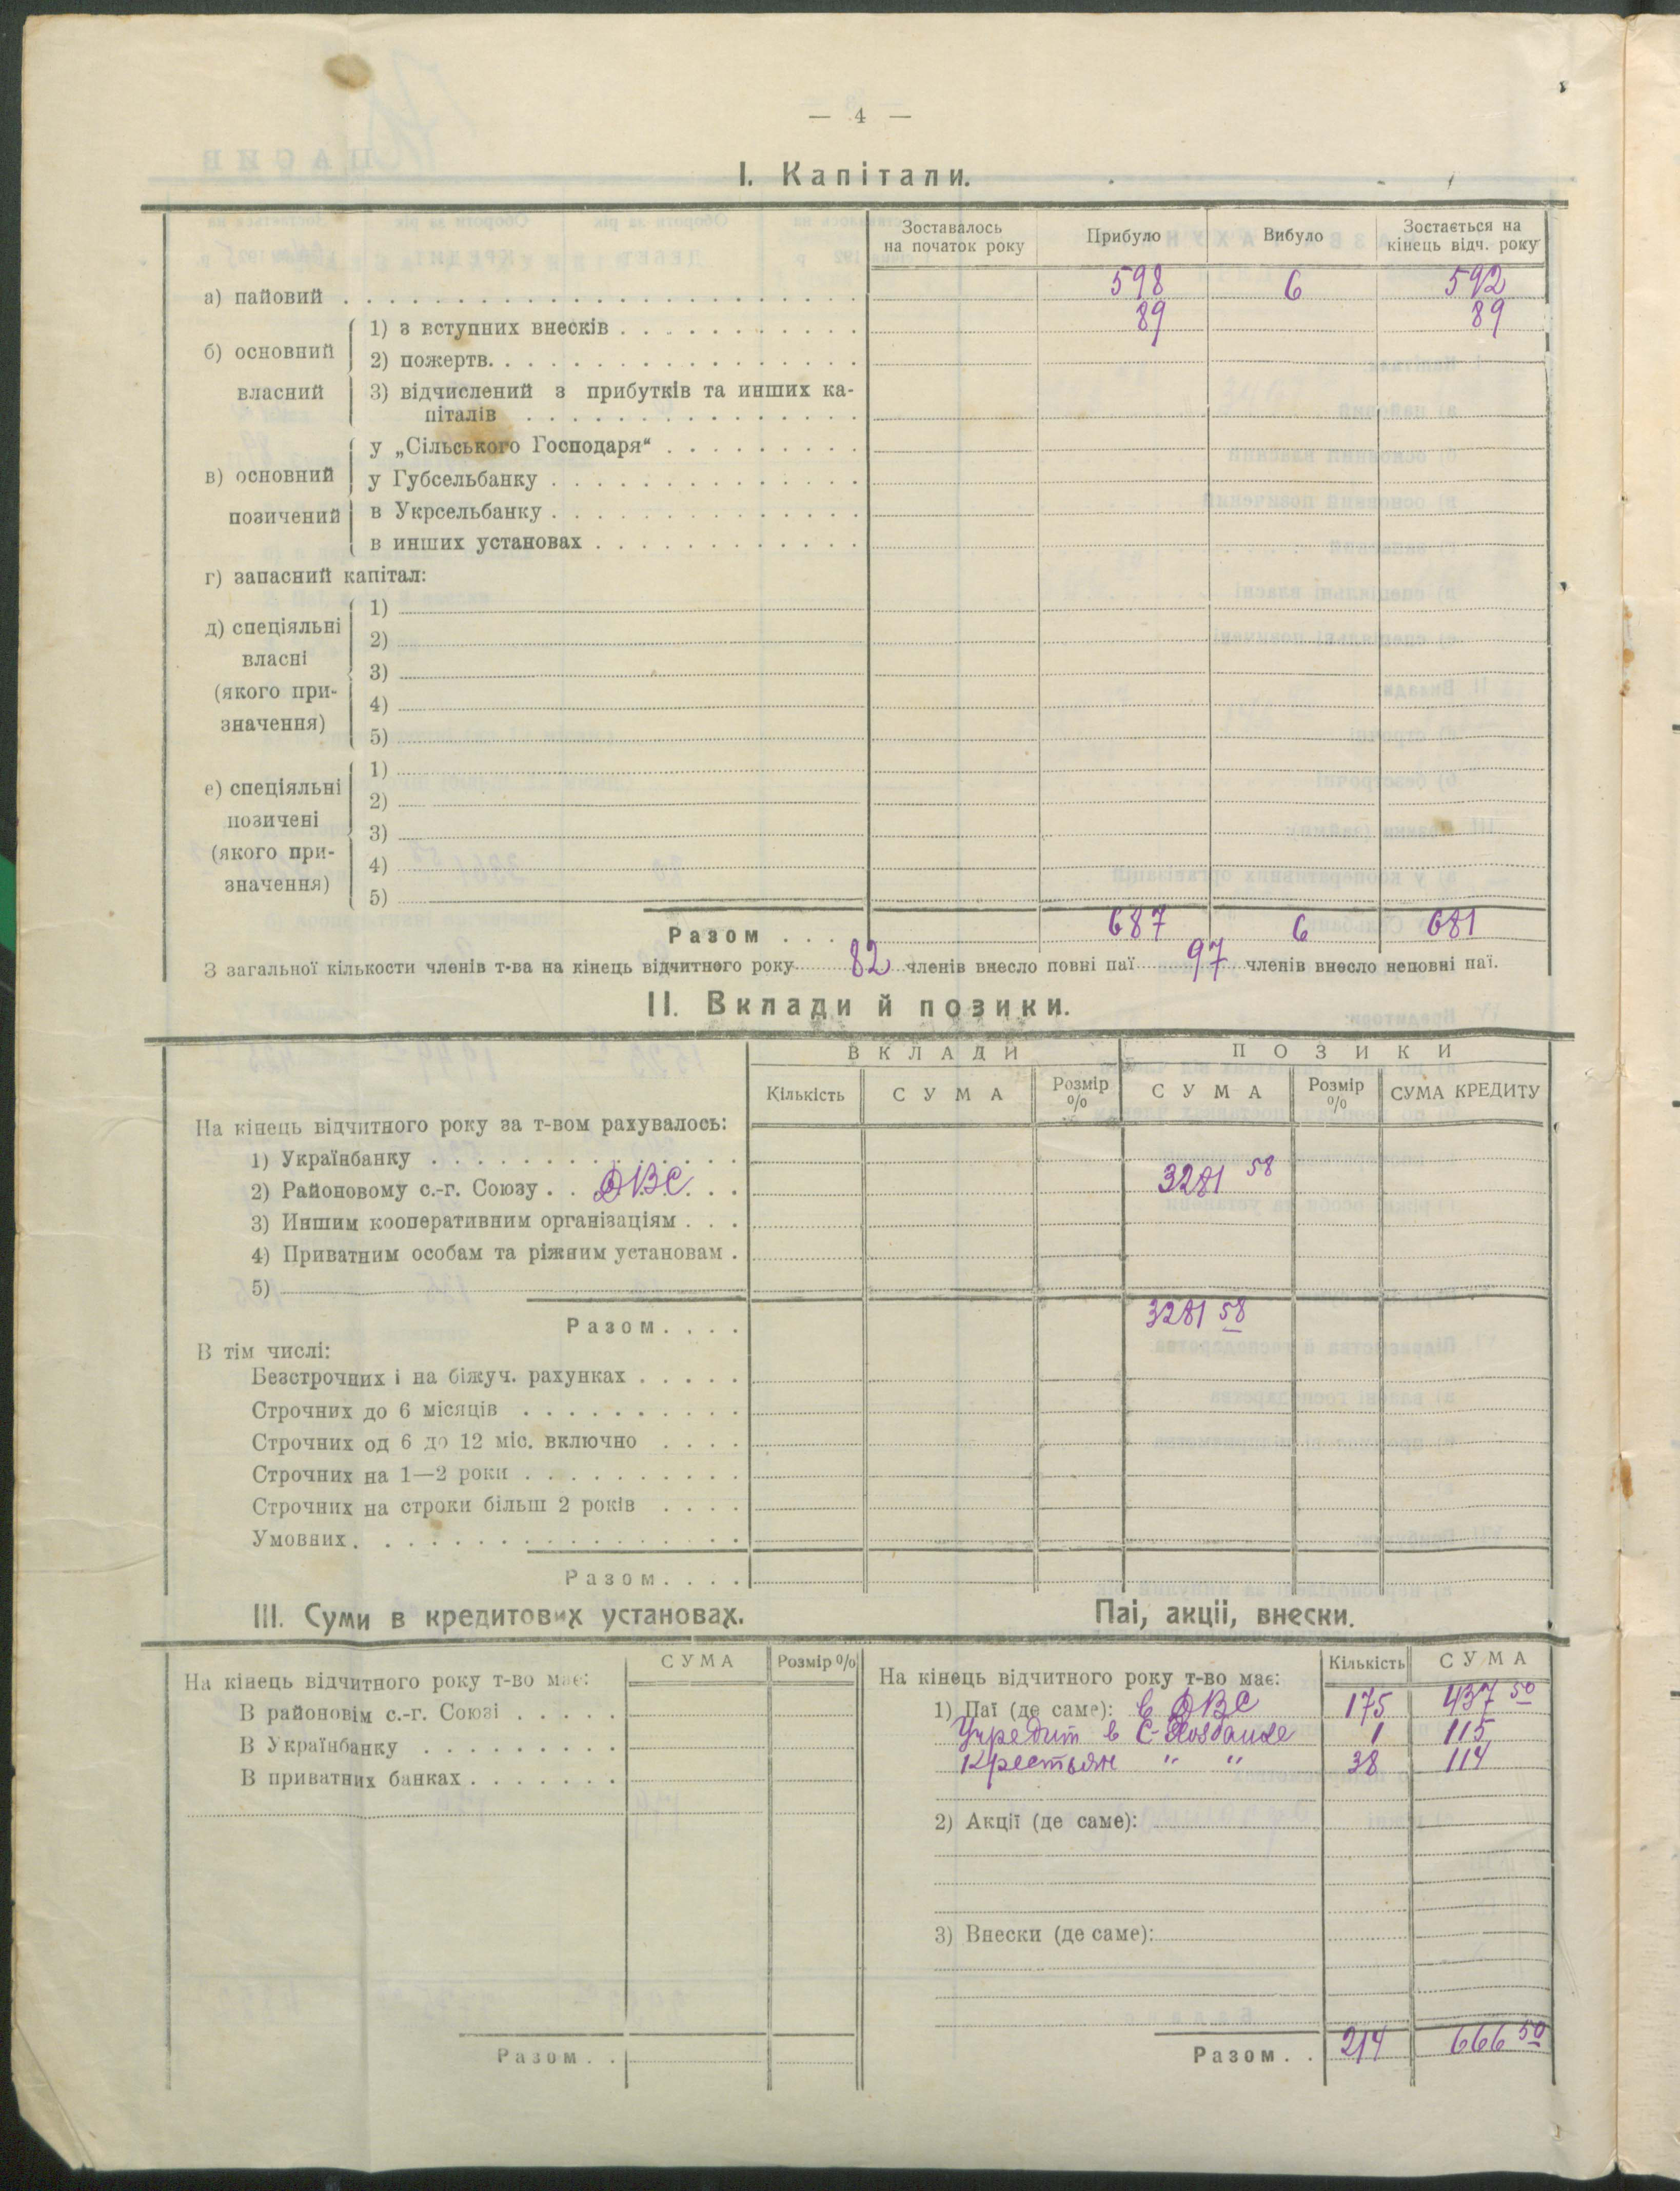 — 4 —
І. Капітали.
Зоставалось на початок року Прибуло Вибуло Зостається на кінець відч. року
а) пайовий 598 6 592
б) основний власний
1) з вступних внесків 89 89
2) пожертв
3) відчислений з прибутків та инших ка-
піталів
в) основний позичений
у „Сільського Господаря“
у Губсельбанку
в Укрсельбанку
в инших установах
г) запасний капітал:
д) спеціяльні власні (якого при-значення)
1)
2)
3)
4)
5)
е) спеціяльні позичені (якого при-значення)
1)
2)
3)
4)
5)
Разом 687 6 681
З загальної кількости членів т-ва на кінець відчитного року 82 членів внесло повні паї 97 членів внесло неповні паї.
ІІ. Вклади й позики.
ВКЛАДИ ПОЗИКИ
Кількість СУМА Розмір % СУМА Розмір % СУМА КРЕДИТУ
На кінець відчитного року за т-вом рахувалось:
1) Українбанку
2) Районовому с.-г. Союзу ДВС 3281 58
3) Иншим кооперативним організаціям
4) Приватним особам та ріжним установам
5)
Разом 3281 58
В тім числі:
Безстрочних і на біжуч. рахунках
Строчних до 6 місяців
Строчних од 6 до 12 міс. включно
Строчних на 1—2 роки
Строчних на строки більш 2 років
Умовних
Разом
ІІІ. Суми в кредитових установах.
СУМА Розмір %
На кінець відчитного року т-во має:
В районовім с.-г. Союзі
В Українбанку
В приватних банках
Разом
Паї, акції, внески.
Кількість СУМА
На кінець відчитного року т-во має:
1) Паї (де саме): в ДВС 175 437 50
Учредит в С- 1 115
Крестьян " " 38 114
2) Акції (де саме):
3) Внески (де саме):
Разом 214 666 50